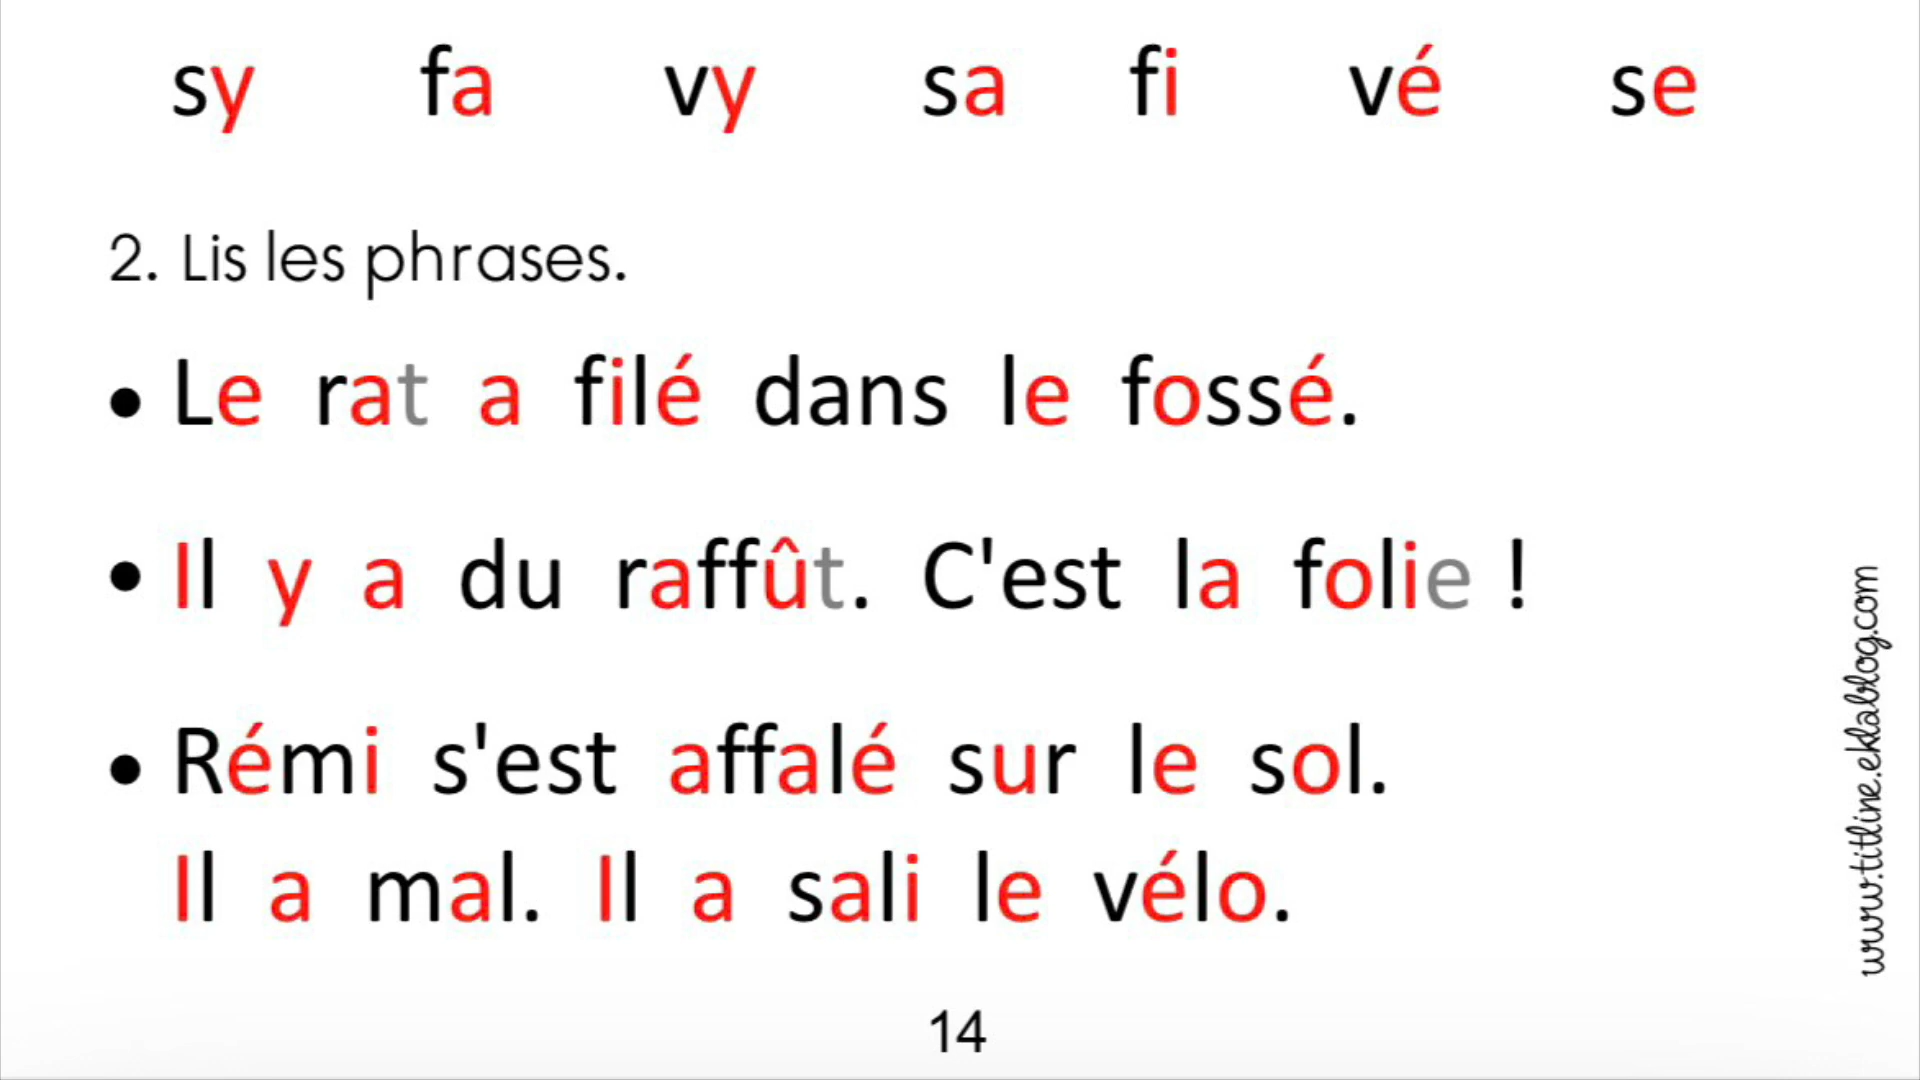 sy fa vy sa fi vé se
2. Lis les phrases.
• Le rat a filé dans le fossé.
• Il y a du raffût. C'est la folie !
• Rémi s'est affalé sur le sol.
Il a mal. Il a sali le vélo.
14
www.titline.eklablog.com